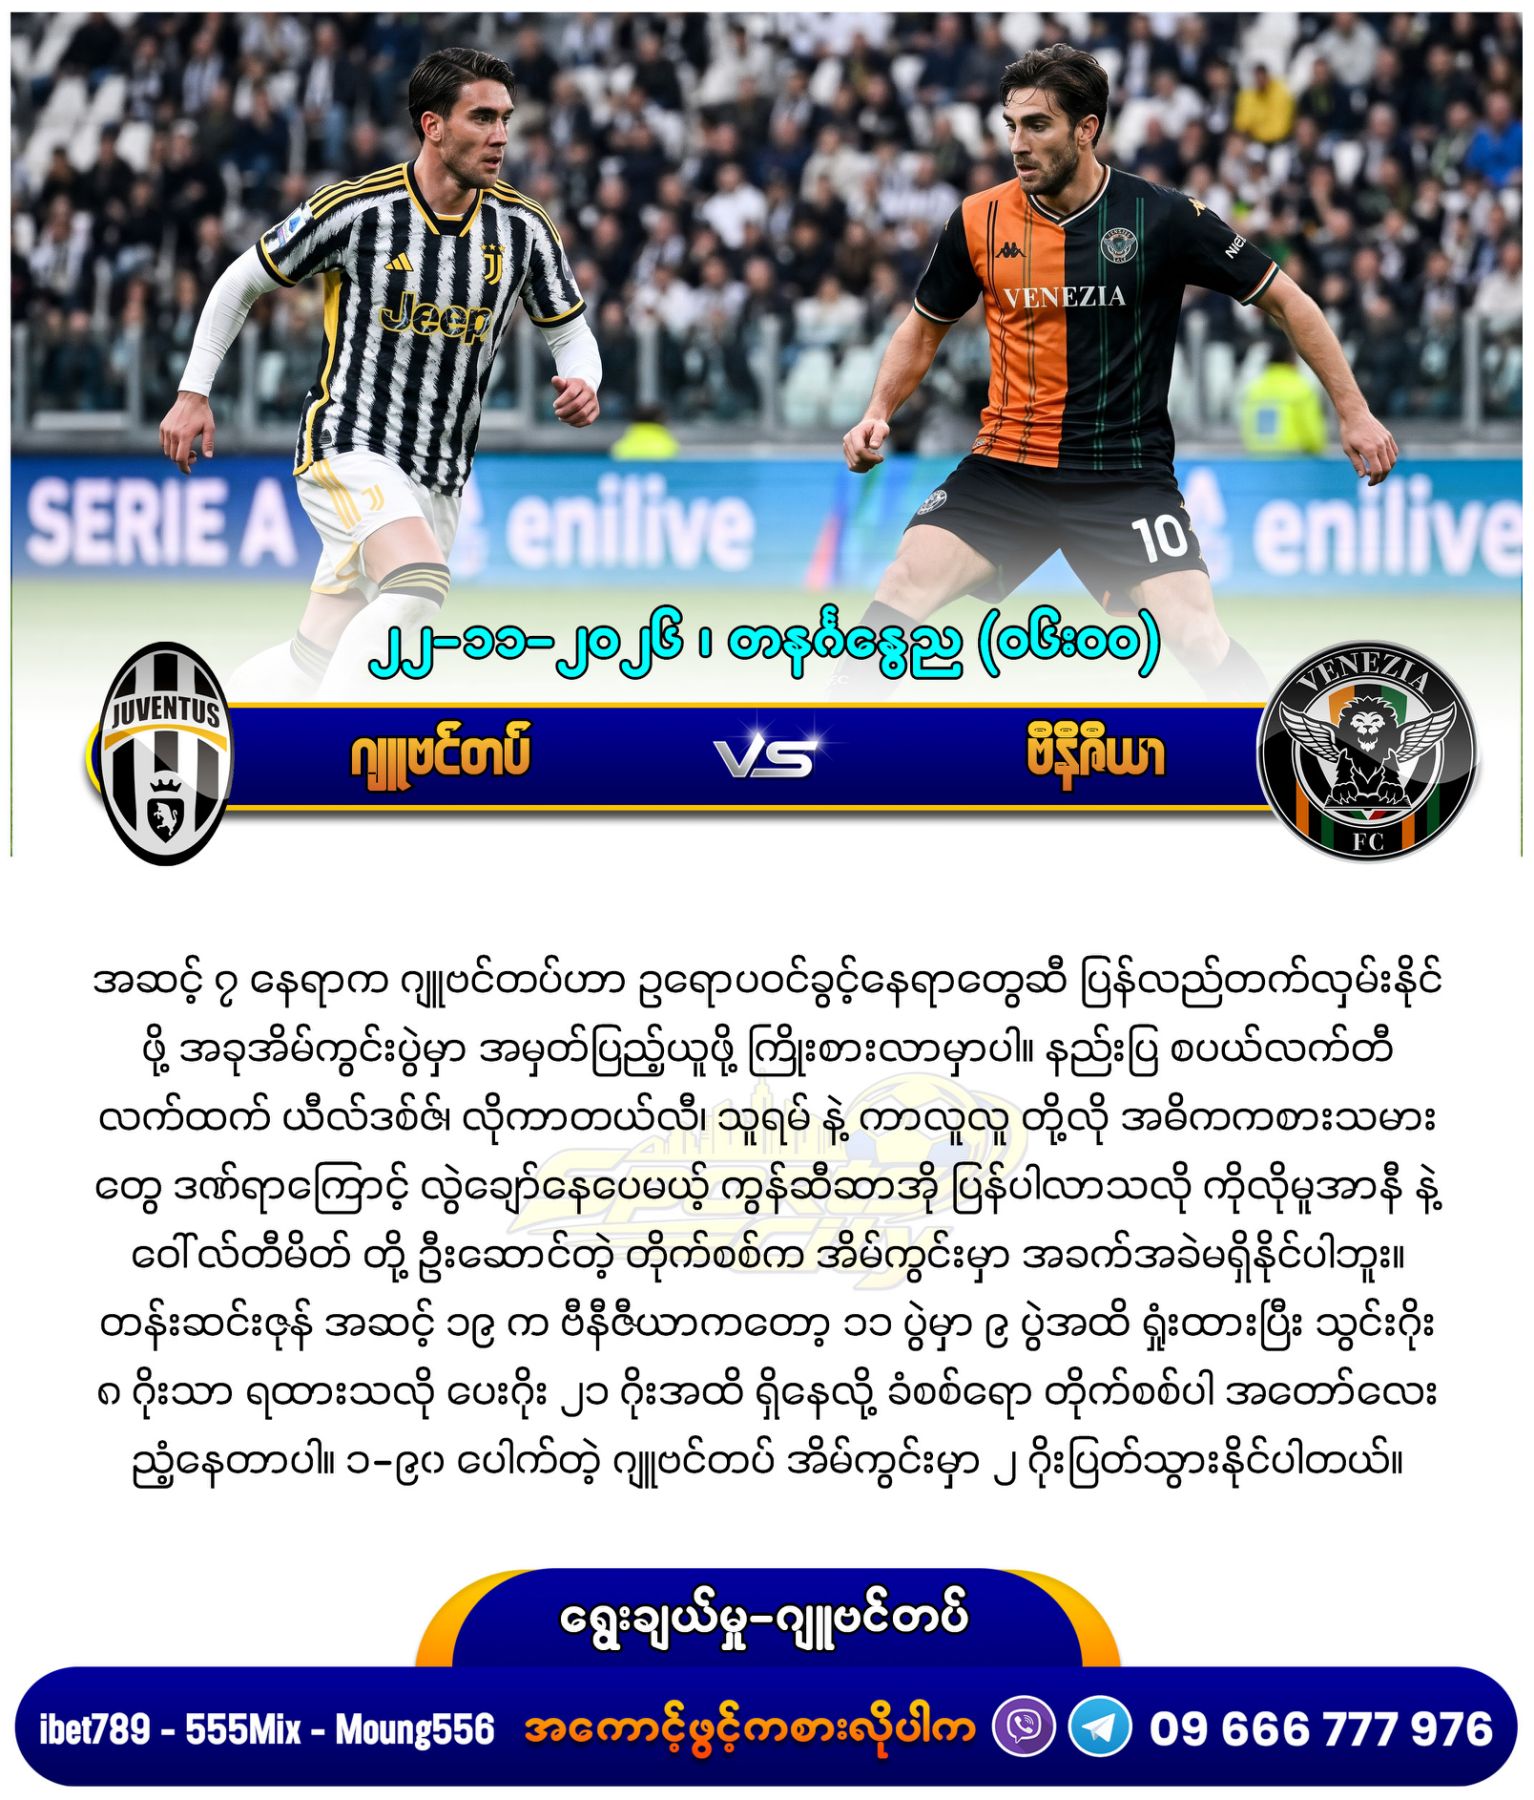 Jeep
VENEZIA
10
SERIE A
enilive
enilive
၂၂-၁၁-၂၀၂၆ ၊ တနင်္ဂနွေည (၀၆း၀၀)
JUVENTUS
ဂျူဗင်တပ်
VS
ဗီနီဇီယာ
VENEZIA
FC
အဆင့် ၇ နေရာက ဂျူဗင်တပ်ဟာ ဥရောပဝင်ခွင့်နေရာတွေဆီ ပြန်လည်တက်လှမ်းနိုင်
ဖို့ အခုအိမ်ကွင်းပွဲမှာ အမှတ်ပြည့်ယူဖို့ ကြိုးစားလာမှာပါ။ နည်းပြ စပယ်လက်တီ
လက်ထက် ယီလ်ဒစ်ဇ်၊ လိုကာတယ်လီ၊ သူရမ် နဲ့ ကာလူလူ တို့လို အဓိကကစားသမား
တွေ ဒဏ်ရာကြောင့် လွဲချော်နေပေမယ့် ကွန်ဆီဆာအို ပြန်ပါလာသလို ကိုလိုမူအာနီ နဲ့
ဝေါ်လ်တီမိတ် တို့ ဦးဆောင်တဲ့ တိုက်စစ်က အိမ်ကွင်းမှာ အခက်အခဲမရှိနိုင်ပါဘူး။
တန်းဆင်းဇုန် အဆင့် ၁၉ က ဗီနီဇီယာကတော့ ၁၁ ပွဲမှာ ၉ ပွဲအထိ ရှုံးထားပြီး သွင်းဂိုး
၈ ဂိုးသာ ရထားသလို ပေးဂိုး ၂၁ ဂိုးအထိ ရှိနေလို့ ခံစစ်ရော တိုက်စစ်ပါ အတော်လေး
ညံ့နေတာပါ။ ၁-၉၀ ပေါက်တဲ့ ဂျူဗင်တပ် အိမ်ကွင်းမှာ ၂ ဂိုးပြတ်သွားနိုင်ပါတယ်။
Sports
City
ရွေးချယ်မှု-ဂျူဗင်တပ်
ibet789 - 555Mix - Moung556 အကောင့်ဖွင့်ကစားလိုပါက 09 666 777 976